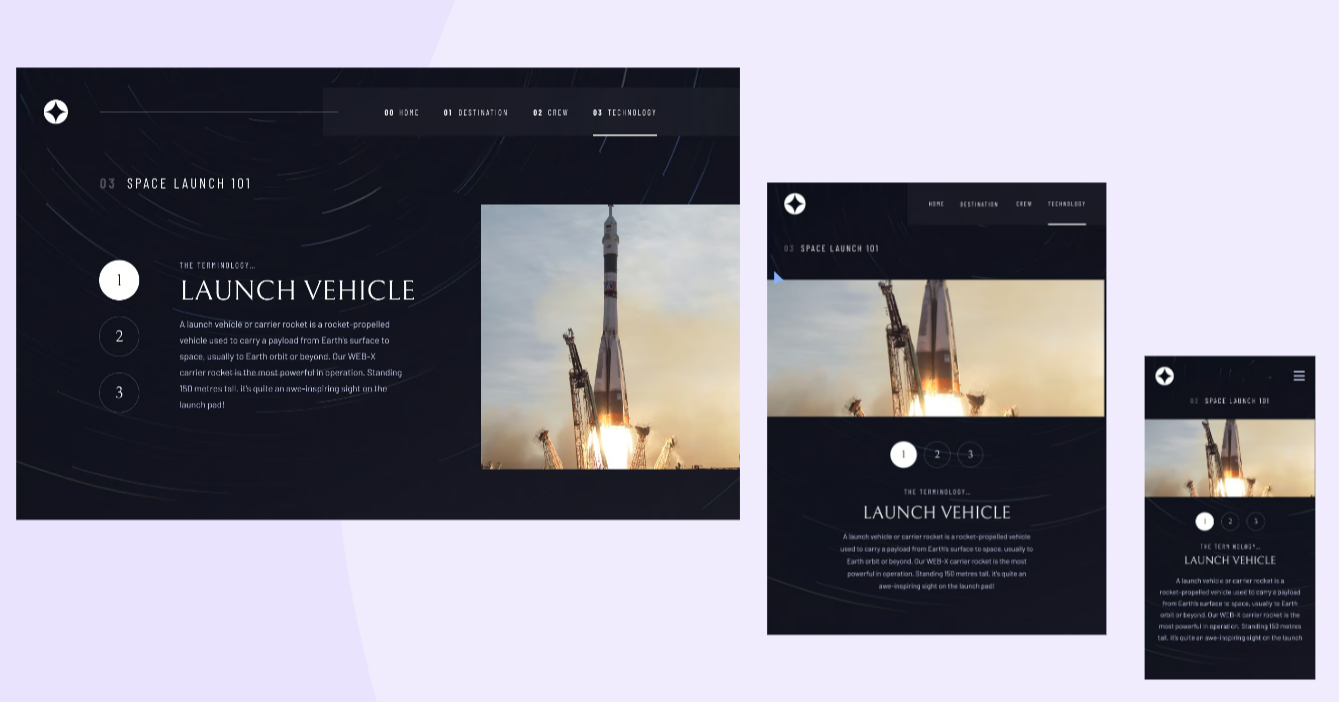 00 HOME 01 DESTINATION 02 CREW 03 TECHNOLOGY
03 SPACE LAUNCH 101
1
2
3
THE TERMINOLOGY...
LAUNCH VEHICLE
A launch vehicle or carrier rocket is a rocket-propelled
vehicle used to carry a payload from Earth's surface to
space, usually to Earth orbit or beyond. Our WEB-X
carrier rocket is the most powerful in operation. Standing
150 metres tall, it's quite an awe-inspiring sight on the
launch pad!
HOME DESTINATION CREW TECHNOLOGY
03 SPACE LAUNCH 101
1 2 3
THE TERMINOLOGY...
LAUNCH VEHICLE
A launch vehicle or carrier rocket is a rocket-propelled vehicle
used to carry a payload from Earth's surface to space, usually to
Earth orbit or beyond. Our WEB-X carrier rocket is the most
powerful in operation. Standing 150 metres tall, it's quite an
awe-inspiring sight on the launch pad!
03 SPACE LAUNCH 101
1 2 3
THE TERMINOLOGY...
LAUNCH VEHICLE
A launch vehicle or carrier rocket is a
rocket-propelled vehicle used to carry a payload
from Earth's surface to space, usually to Earth
orbit or beyond. Our WEB-X carrier rocket is the
most powerful in operation. Standing 150 metres
tall, it's quite an awe-inspiring sight on the launch